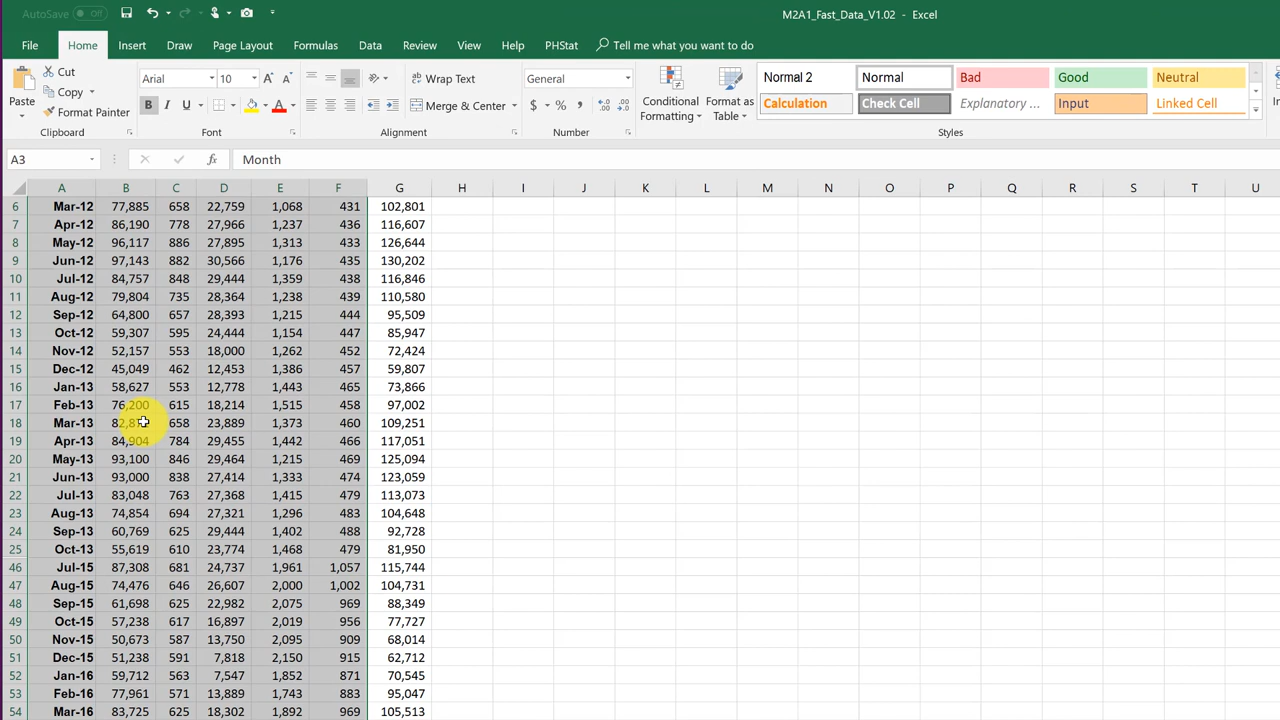 AutoSave Off M2A1_Fast_Data_V1.02 - Excel
File Home Insert Draw Page Layout Formulas Data Review View Help PHStat Tell me what you want to do
Paste Cut Copy Format Painter
Arial 10
B I U
Wrap Text
Merge & Center
General
$ % ,
Conditional Formatting
Format as Table
Normal 2 Normal Bad Good Neutral
Calculation Check Cell Explanatory ... Input Linked Cell
Clipboard Font Alignment Number Styles
A3 fx Month
A B C D E F G H I J K L M N O P Q R S T U
6 Mar-12 77,885 658 22,759 1,068 431 102,801
7 Apr-12 86,190 778 27,966 1,237 436 116,607
8 May-12 96,117 886 27,895 1,313 433 126,644
9 Jun-12 97,143 882 30,566 1,176 435 130,202
10 Jul-12 84,757 848 29,444 1,359 438 116,846
11 Aug-12 79,804 735 28,364 1,238 439 110,580
12 Sep-12 64,800 657 28,393 1,215 444 95,509
13 Oct-12 59,307 595 24,444 1,154 447 85,947
14 Nov-12 52,157 553 18,000 1,262 452 72,424
15 Dec-12 45,049 462 12,453 1,386 457 59,807
16 Jan-13 58,627 553 12,778 1,443 465 73,866
17 Feb-13 76,200 615 18,214 1,515 458 97,002
18 Mar-13 658 23,889 1,373 460 109,251
19 Apr-13 84,904 784 29,455 1,442 466 117,051
20 May-13 93,100 846 29,464 1,215 469 125,094
21 Jun-13 93,000 838 27,414 1,333 474 123,059
22 Jul-13 83,048 763 27,368 1,415 479 113,073
23 Aug-13 74,854 694 27,321 1,296 483 104,648
24 Sep-13 60,769 625 29,444 1,402 488 92,728
25 Oct-13 55,619 610 23,774 1,468 479 81,950
46 Jul-15 87,308 681 24,737 1,961 1,057 115,744
47 Aug-15 74,476 646 26,607 2,000 1,002 104,731
48 Sep-15 61,698 625 22,982 2,075 969 88,349
49 Oct-15 57,238 617 16,897 2,019 956 77,727
50 Nov-15 50,673 587 13,750 2,095 909 68,014
51 Dec-15 51,238 591 7,818 2,150 915 62,712
52 Jan-16 59,712 563 7,547 1,852 871 70,545
53 Feb-16 77,961 571 13,889 1,743 883 95,047
54 Mar-16 83,725 625 18,302 1,892 969 105,513